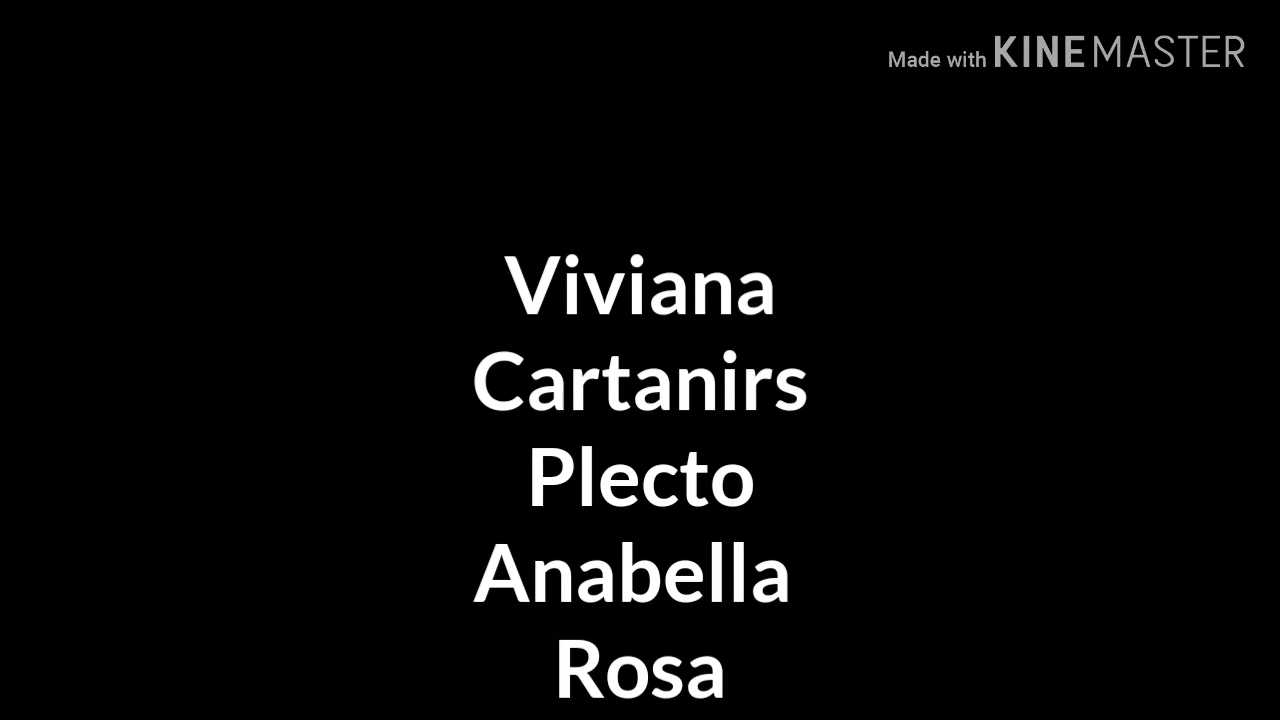 Made with KINEMASTER
Viviana
Cartanirs
Plecto
Anabella
Rosa